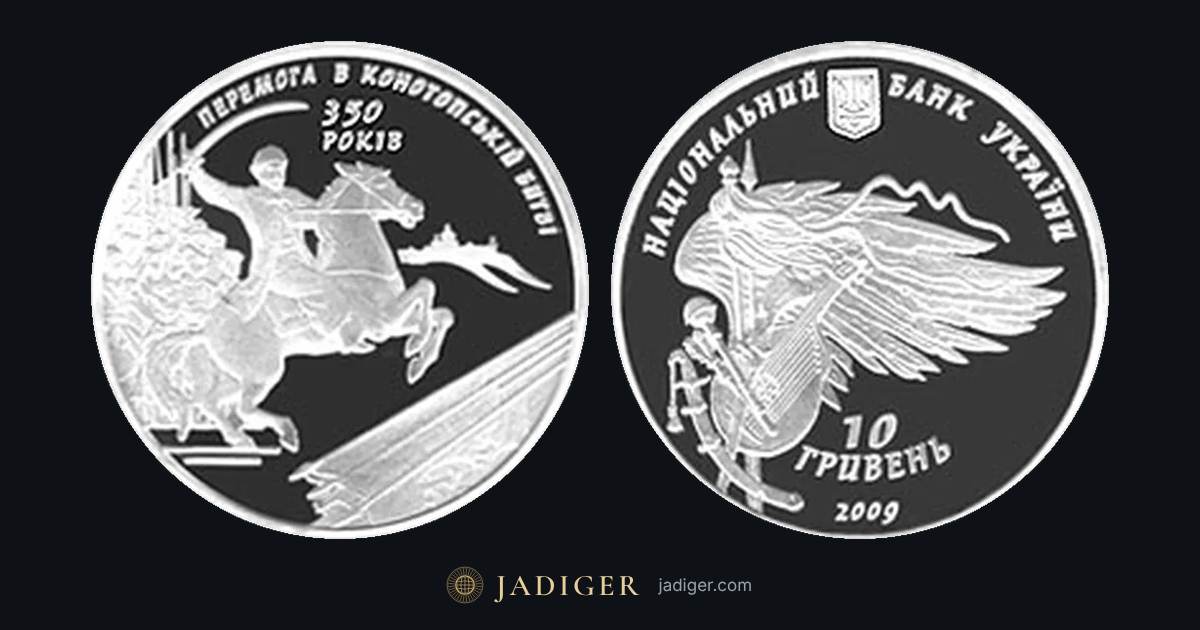 ПЕРЕМОГА В КОНОТОПСЬКІЙ БИТВІ
350
РОКІВ
НАЦІОНАЛЬНИЙ БАНК УКРАЇНИ
10
ГРИВЕНЬ
2009
JADIGER jadiger.com